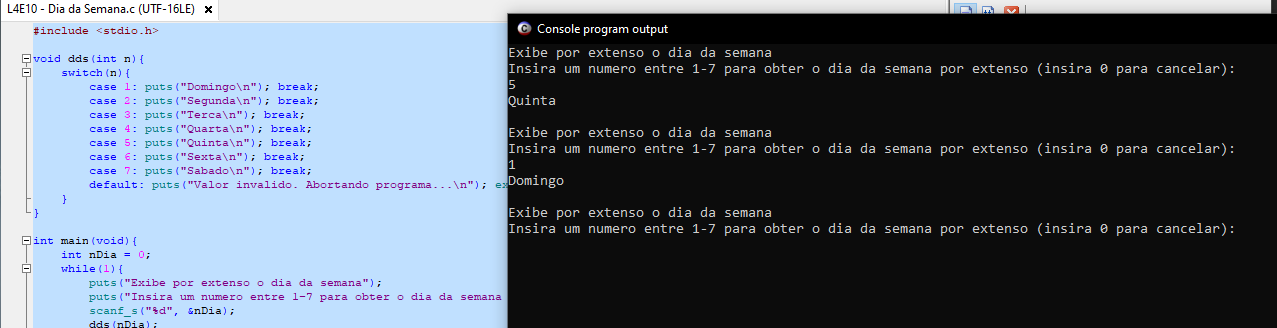 L4E10 - Dia da Semana.c (UTF-16LE)
#include <stdio.h>
void dds(int n){
switch(n){
case 1: puts("Domingo\n"); break;
case 2: puts("Segunda\n"); break;
case 3: puts("Terca\n"); break;
case 4: puts("Quarta\n"); break;
case 5: puts("Quinta\n"); break;
case 6: puts("Sexta\n"); break;
case 7: puts("Sabado\n"); break;
default: puts("Valor invalido. Abortando programa...\n");
}
}
int main(void){
int nDia = 0;
while(1){
puts("Exibe por extenso o dia da semana");
puts("Insira um numero entre 1-7 para obter o dia da semana
scanf_s("%d", &nDia);
dds(nDia);
Console program output
Exibe por extenso o dia da semana
Insira um numero entre 1-7 para obter o dia da semana por extenso (insira 0 para cancelar):
5
Quinta
Exibe por extenso o dia da semana
Insira um numero entre 1-7 para obter o dia da semana por extenso (insira 0 para cancelar):
1
Domingo
Exibe por extenso o dia da semana
Insira um numero entre 1-7 para obter o dia da semana por extenso (insira 0 para cancelar):